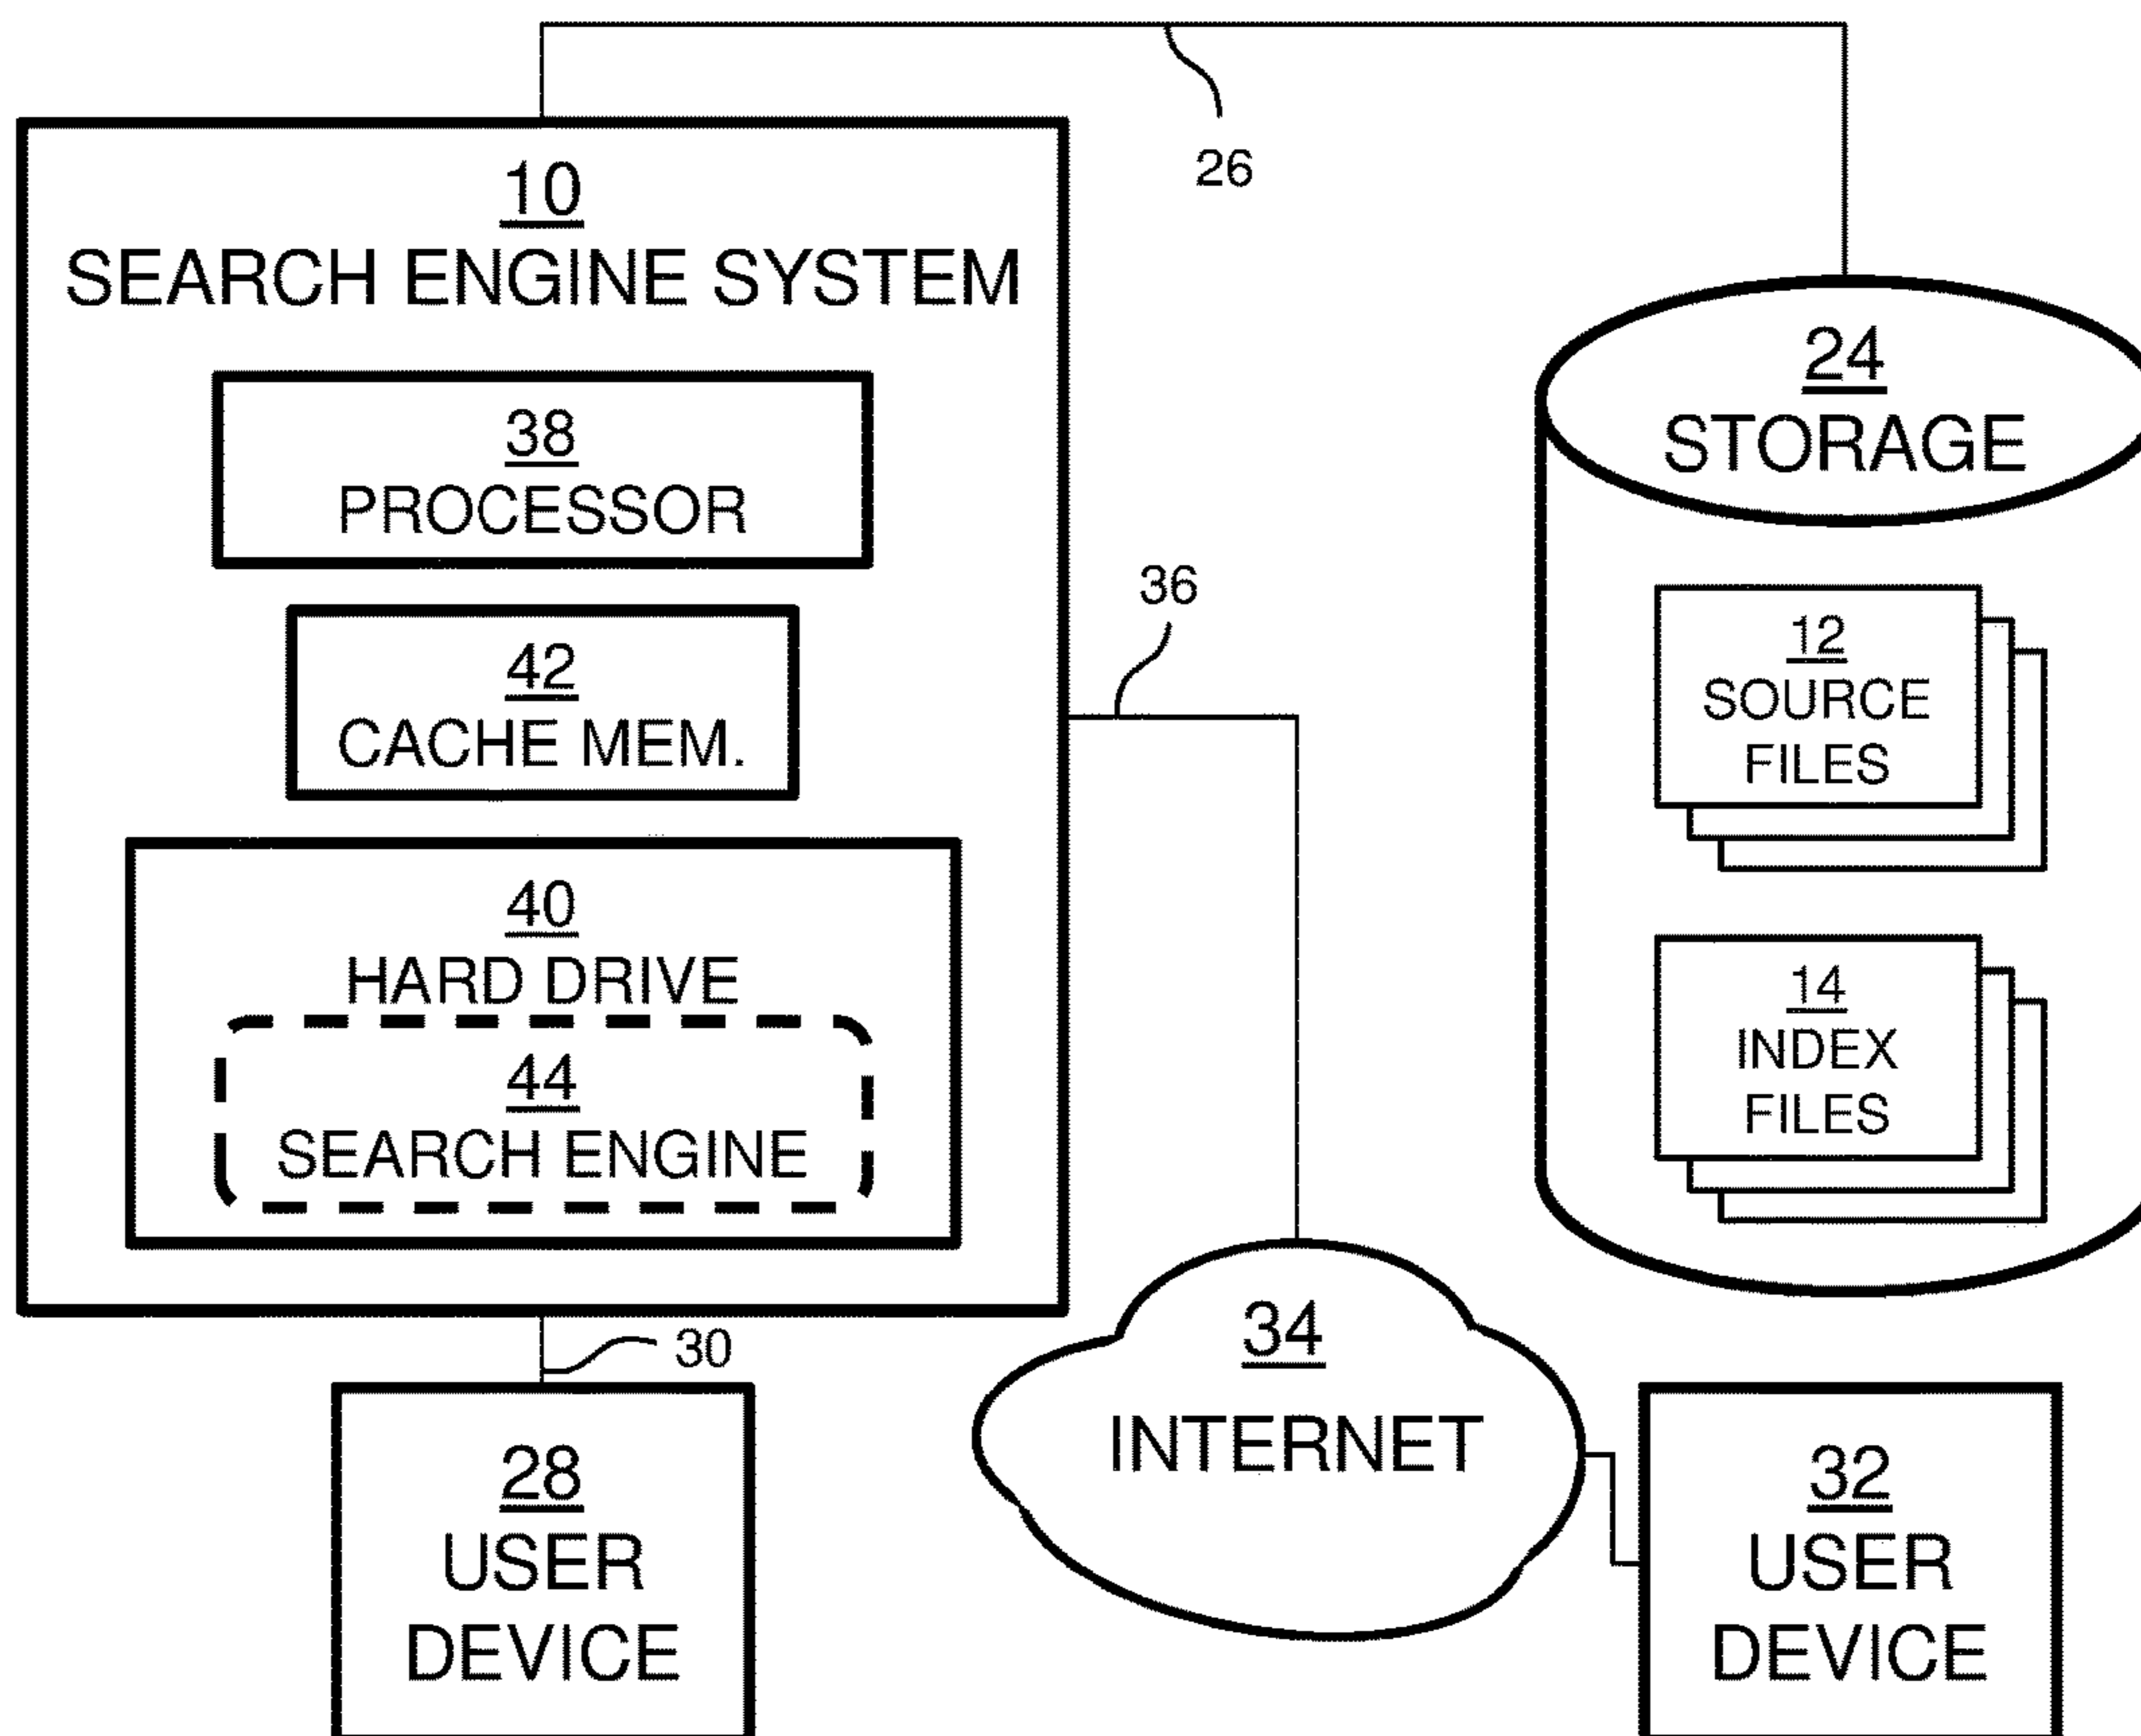 26
10
SEARCH ENGINE SYSTEM
38
PROCESSOR
42
CACHE MEM.
40
HARD DRIVE
44
SEARCH ENGINE
36
24
STORAGE
12
SOURCE
FILES
14
INDEX
FILES
30
28
USER
DEVICE
34
INTERNET
32
USER
DEVICE